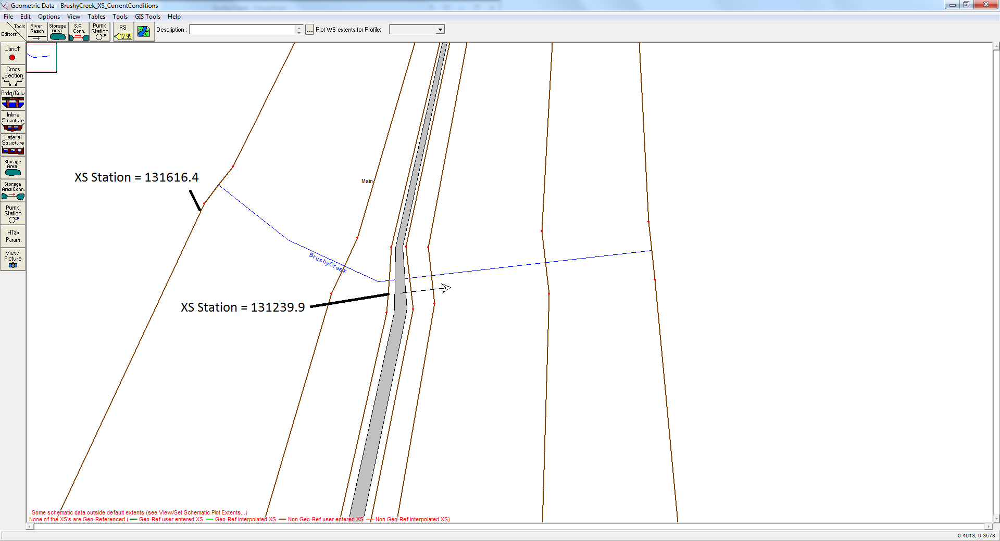 Geometric Data - BrushyCreek_XS_CurrentConditions
File Edit Options View Tables Tools GIS Tools Help
Tools
Editors
River
Reach
Storage
Area
S.A.
Conn.
Pump
Station
RS
12.99
Description :
...
Plot WS extents for Profile:
Junct.
Cross
Section
Brdg/Culv
Inline
Structure
Lateral
Structure
Storage
Area
Storage
Area Conn.
Pump
Station
HTab
Param.
View
Picture
XS Station = 131616.4
Main
BrushyCreek
XS Station = 131239.9
Some schematic data outside default extents (see View/Set Schematic Plot Extents...)
None of the XS's are Geo-Referenced ( Geo-Ref user entered XS Geo-Ref interpolated XS Non Geo-Ref user entered XS Non Geo-Ref interpolated XS)
0.4613, 0.3578